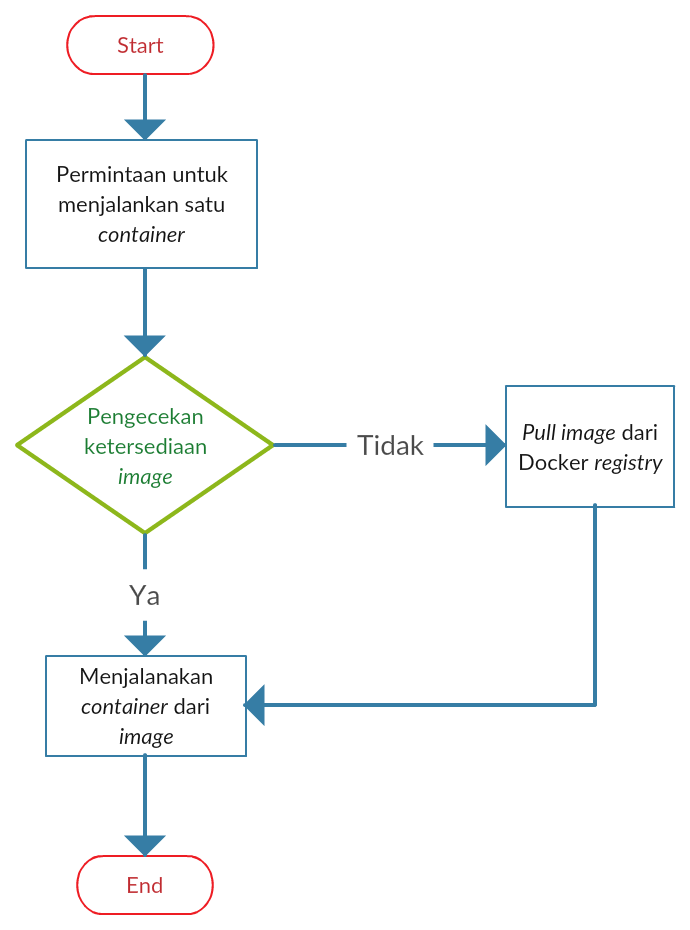 Start
Permintaan untuk
menjalankan satu
container
Pengecekan
ketersediaan
image
Tidak
Pull image dari
Docker registry
Ya
Menjalanakan
container dari
image
End